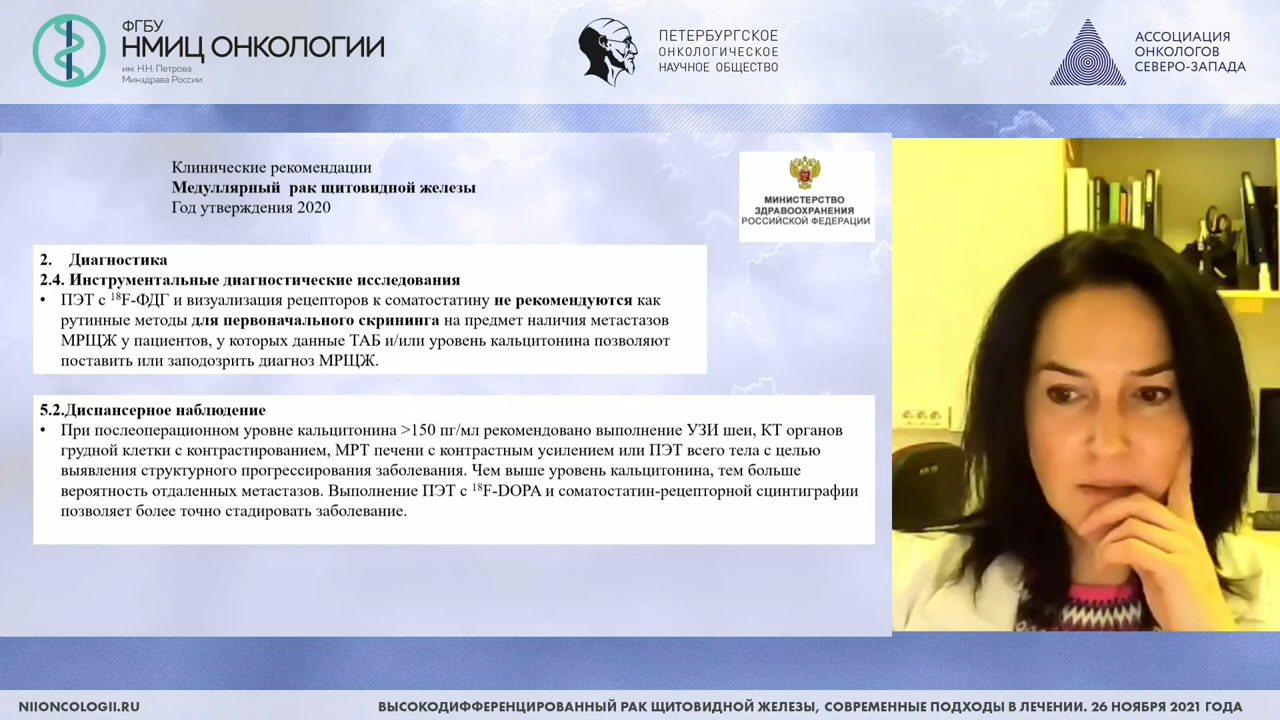 ФГБУ
НМИЦ ОНКОЛОГИИ
им. Н.Н. Петрова
Минздрава России
ПЕТЕРБУРГСКОЕ
ОНКОЛОГИЧЕСКОЕ
НАУЧНОЕ ОБЩЕСТВО
АССОЦИАЦИЯ
ОНКОЛОГОВ
СЕВЕРО-ЗАПАДА
Клинические рекомендации
Медуллярный рак щитовидной железы
Год утверждения 2020
МИНИСТЕРСТВО
ЗДРАВООХРАНЕНИЯ
РОССИЙСКОЙ ФЕДЕРАЦИИ
2. Диагностика
2.4. Инструментальные диагностические исследования
• ПЭТ с ¹⁸F-ФДГ и визуализация рецепторов к соматостатину не рекомендуются как
рутинные методы для первоначального скрининга на предмет наличия метастазов
МРЩЖ у пациентов, у которых данные ТАБ и/или уровень кальцитонина позволяют
поставить или заподозрить диагноз МРЩЖ.
5.2.Диспансерное наблюдение
• При послеоперационом уровне кальцитонина >150 пг/мл рекомендовано выполнение УЗИ шеи, КТ органов
грудной клетки с контрастированием, МРТ печени с контрастным усилением или ПЭТ всего тела с целью
выявления структурного прогрессирования заболевания. Чем выше уровень кальцитонина, тем больше
вероятность отдаленных метастазов. Выполнение ПЭТ с ¹⁸F-DOPA и соматостатин-рецепторной сцинтиграфии
позволяет более точно стадировать заболевание.
NIIONCOLOGII.RU
ВЫСОКОДИФФЕРЕНЦИРОВАННЫЙ РАК ЩИТОВИДНОЙ ЖЕЛЕЗЫ, СОВРЕМЕННЫЕ ПОДХОДЫ В ЛЕЧЕНИИ. 26 НОЯБРЯ 2021 ГОДА